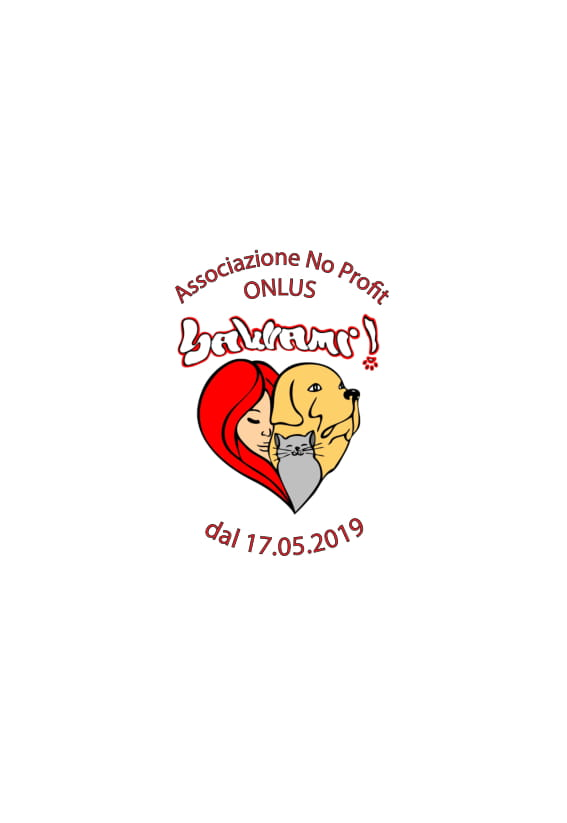 Associazione No Profit
ONLUS
Salvami!
dal 17.05.2019